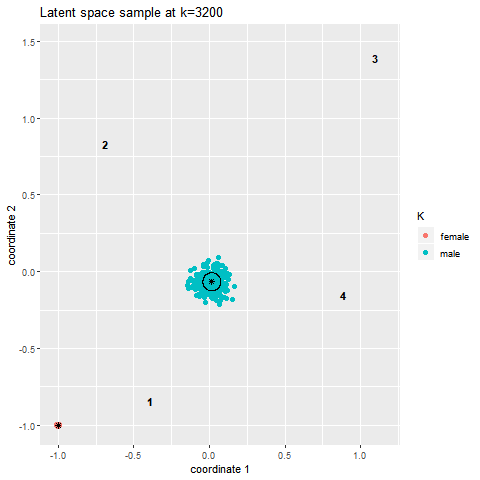 Latent space sample at k=3200
1.5
1.0
0.5
0.0
-0.5
-1.0
coordinate 2
3
2
4
1
-1.0 -0.5 0.0 0.5 1.0
coordinate 1
K
female
male